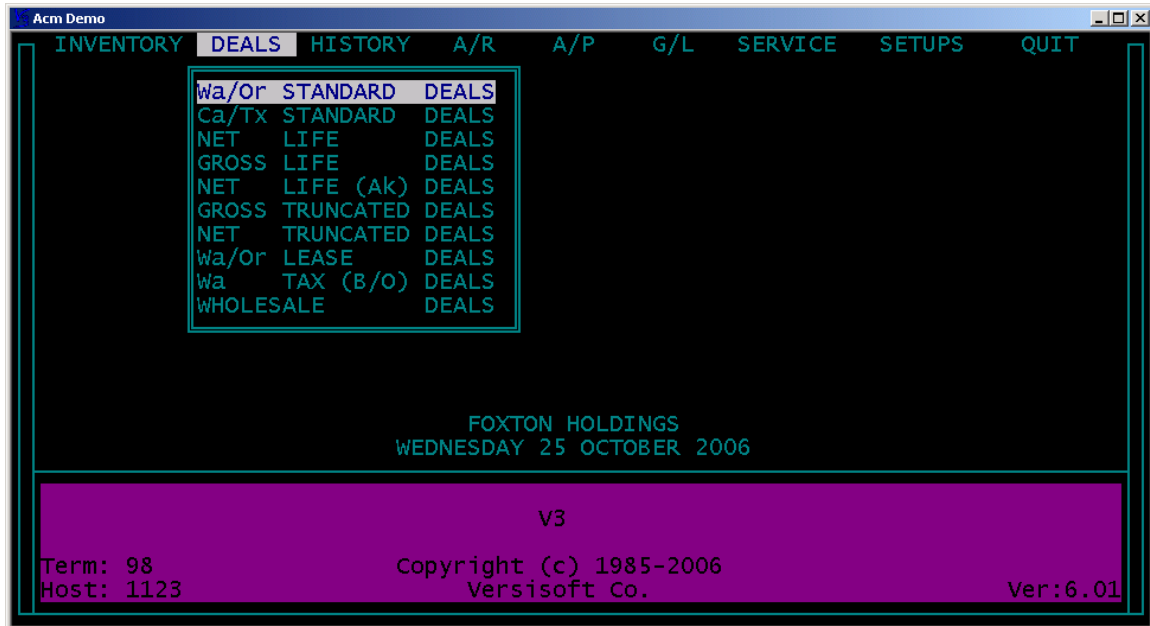 Acm Demo
INVENTORY DEALS HISTORY A/R A/P G/L SERVICE SETUPS QUIT
Wa/Or STANDARD DEALS
Ca/Tx STANDARD DEALS
NET LIFE DEALS
GROSS LIFE DEALS
NET LIFE (Ak) DEALS
GROSS TRUNCATED DEALS
NET TRUNCATED DEALS
Wa/Or LEASE DEALS
Wa TAX (B/O) DEALS
WHOLESALE DEALS
FOXTON HOLDINGS
WEDNESDAY 25 OCTOBER 2006
V3
Term: 98 Copyright (c) 1985-2006
Host: 1123 Versisoft Co. Ver:6.01